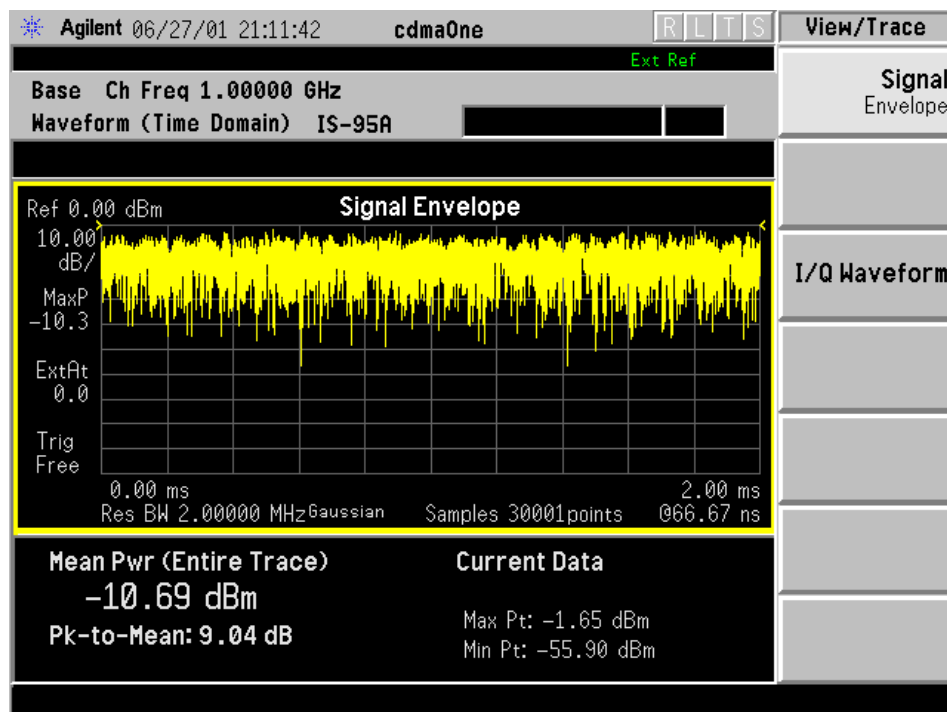 Agilent 06/27/01 21:11:42 cdmaOne R L T S View/Trace
Ext Ref
Base Ch Freq 1.00000 GHz
Waveform (Time Domain) IS-95A
Signal
Envelope
I/Q Waveform
Ref 0.00 dBm Signal Envelope
10.00
dB/
MaxP
-10.3
ExtAt
0.0
Trig
Free
0.00 ms 2.00 ms
Res BW 2.00000 MHz Gaussian Samples 30001 points @66.67 ns
Mean Pwr (Entire Trace) Current Data
-10.69 dBm
Pk-to-Mean: 9.04 dB
Max Pt: -1.65 dBm
Min Pt: -55.90 dBm